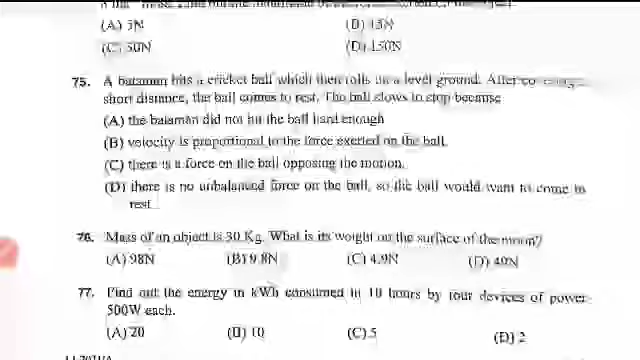 (A) 5N (B) 15N
(C) 50N (D) 150N
75. A batsman hits a cricket ball which then rolls on a level ground. After covering a
short distance, the ball comes to rest. The ball slows to stop because
(A) the batsman did not hit the ball hard enough
(B) velocity is proportional to the force exerted on the ball.
(C) there is a force on the ball opposing the motion.
(D) there is no unbalanced force on the ball, so the ball would want to come to
rest.
76. Mass of an object is 30 Kg. What is its weight on the surface of the moon?
(A) 98N (B) 9.8N (C) 4.9N (D) 49N
77. Find out the energy in kWh consumed in 10 hours by four devices of power
500W each.
(A) 20 (B) 10 (C) 5 (D) 2